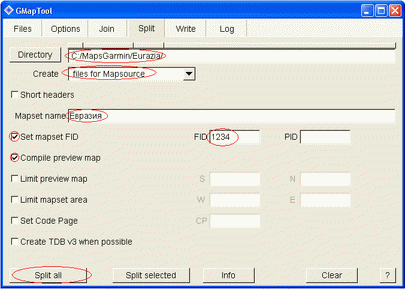 GMapTool
Files Options Join Split Write Log
Directory C:/MapsGarmin/Eurazia/
Create files for Mapsource
Short headers
Mapset name Евразия
Set mapset FID FID 1234 PID
Compile preview map
Limit preview map S N
Limit mapset area W E
Set Code Page CP
Create TDB v3 when possible
Split all Split selected Info Clear ?